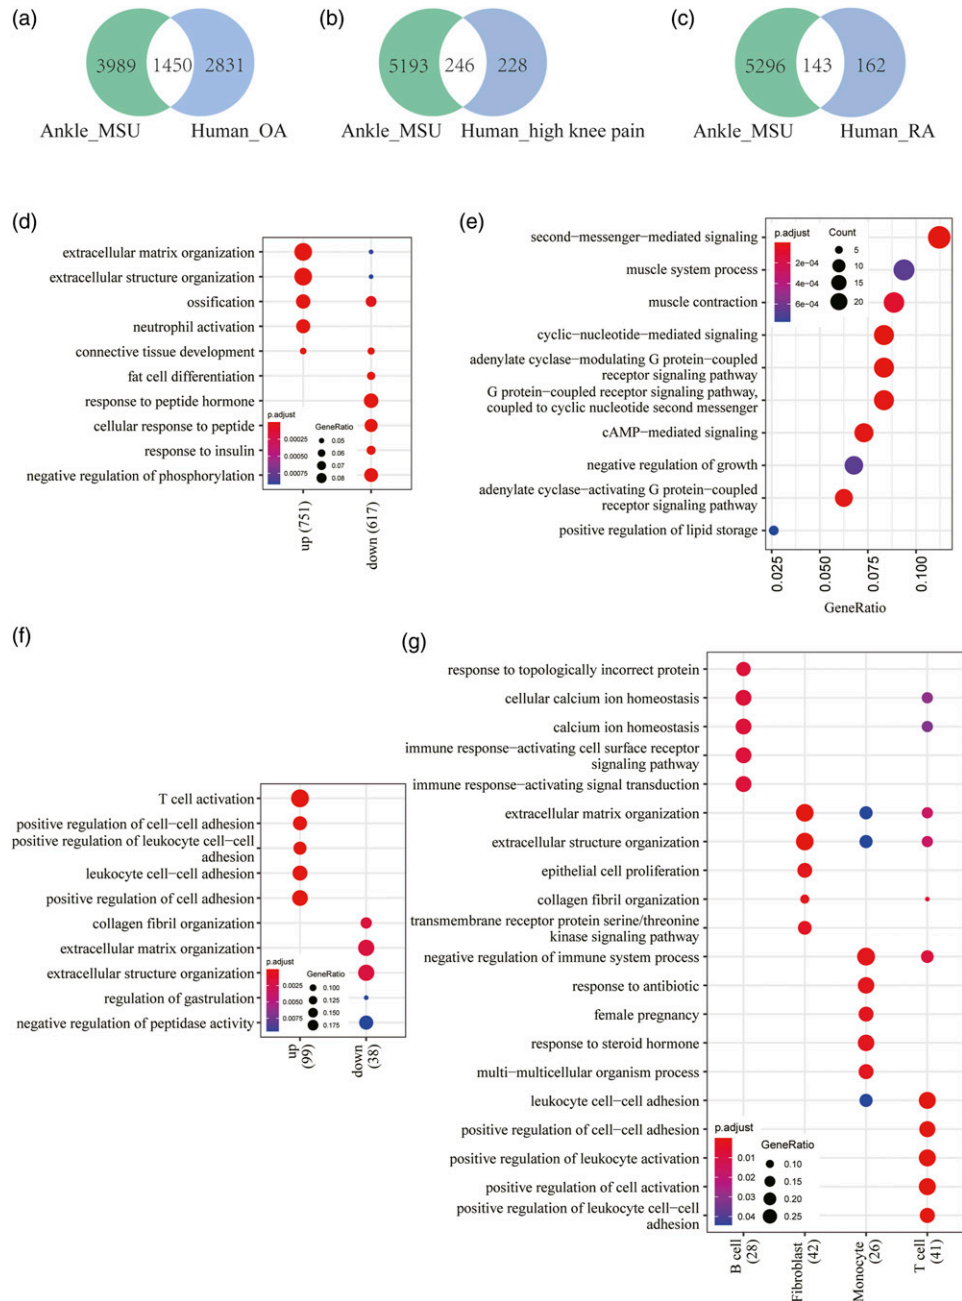 (a)
3989 1450 2831
Ankle_MSU Human_OA
(b)
5193 246 228
Ankle_MSU Human_high knee pain
(c)
5296 143 162
Ankle_MSU Human_RA
(d)
extracellular matrix organization
extracellular structure organization
ossification
neutrophil activation
connective tissue development
fat cell differentiation
response to peptide hormone
cellular response to peptide
response to insulin
negative regulation of phosphorylation
p.adjust
0.00025
0.00050
0.00075
GeneRatio
0.05
0.06
0.07
0.08
up (751)
down (617)
(e)
second−messenger−mediated signaling
muscle system process
muscle contraction
cyclic−nucleotide−mediated signaling
adenylate cyclase−modulating G protein−coupled
receptor signaling pathway
G protein−coupled receptor signaling pathway,
coupled to cyclic nucleotide second messenger
cAMP−mediated signaling
negative regulation of growth
adenylate cyclase−activating G protein−coupled
receptor signaling pathway
positive regulation of lipid storage
p.adjust
2e−04
4e−04
6e−04
Count
5
10
15
20
0.025
0.050
0.075
0.100
GeneRatio
(f)
T cell activation
positive regulation of cell−cell adhesion
positive regulation of leukocyte cell−cell
adhesion
leukocyte cell−cell adhesion
positive regulation of cell adhesion
collagen fibril organization
extracellular matrix organization
extracellular structure organization
regulation of gastrulation
negative regulation of peptidase activity
p.adjust
0.0025
0.0050
0.0075
GeneRatio
0.100
0.125
0.150
0.175
up
(99)
down
(38)
(g)
response to topologically incorrect protein
cellular calcium ion homeostasis
calcium ion homeostasis
immune response−activating cell surface receptor
signaling pathway
immune response−activating signal transduction
extracellular matrix organization
extracellular structure organization
epithelial cell proliferation
collagen fibril organization
transmembrane receptor protein serine/threonine
kinase signaling pathway
negative regulation of immune system process
response to antibiotic
female pregnancy
response to steroid hormone
multi−multicellular organism process
leukocyte cell−cell adhesion
positive regulation of cell−cell adhesion
positive regulation of leukocyte activation
positive regulation of cell activation
positive regulation of leukocyte cell−cell
adhesion
p.adjust
0.01
0.02
0.03
0.04
GeneRatio
0.10
0.15
0.20
0.25
B cell
(28)
Fibroblast
(42)
Monocyte
(26)
T cell
(41)